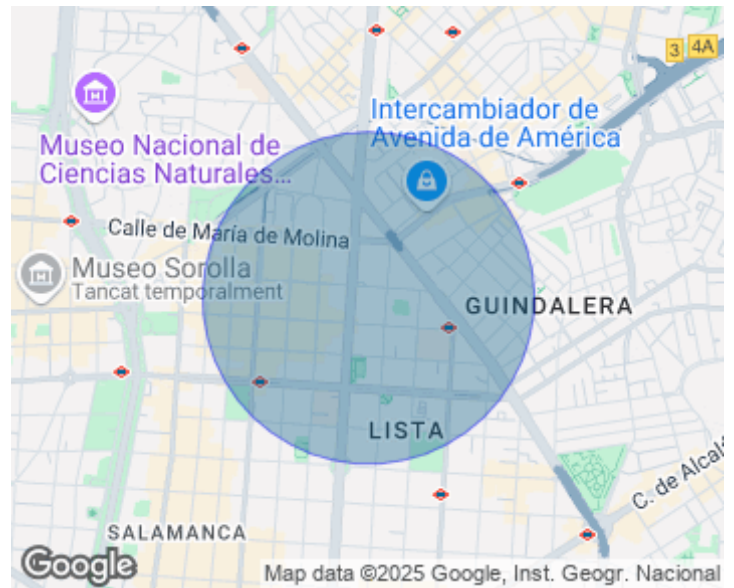 3 4A
Intercambiador de
Avenida de América
Museo Nacional de
Ciencias Naturales...
Calle de María de Molina
Museo Sorolla
Tancat temporalment
GUINDALERA
LISTA
C. de Alcal
SALAMANCA
Google
Map data ©2025 Google, Inst. Geogr. Nacional